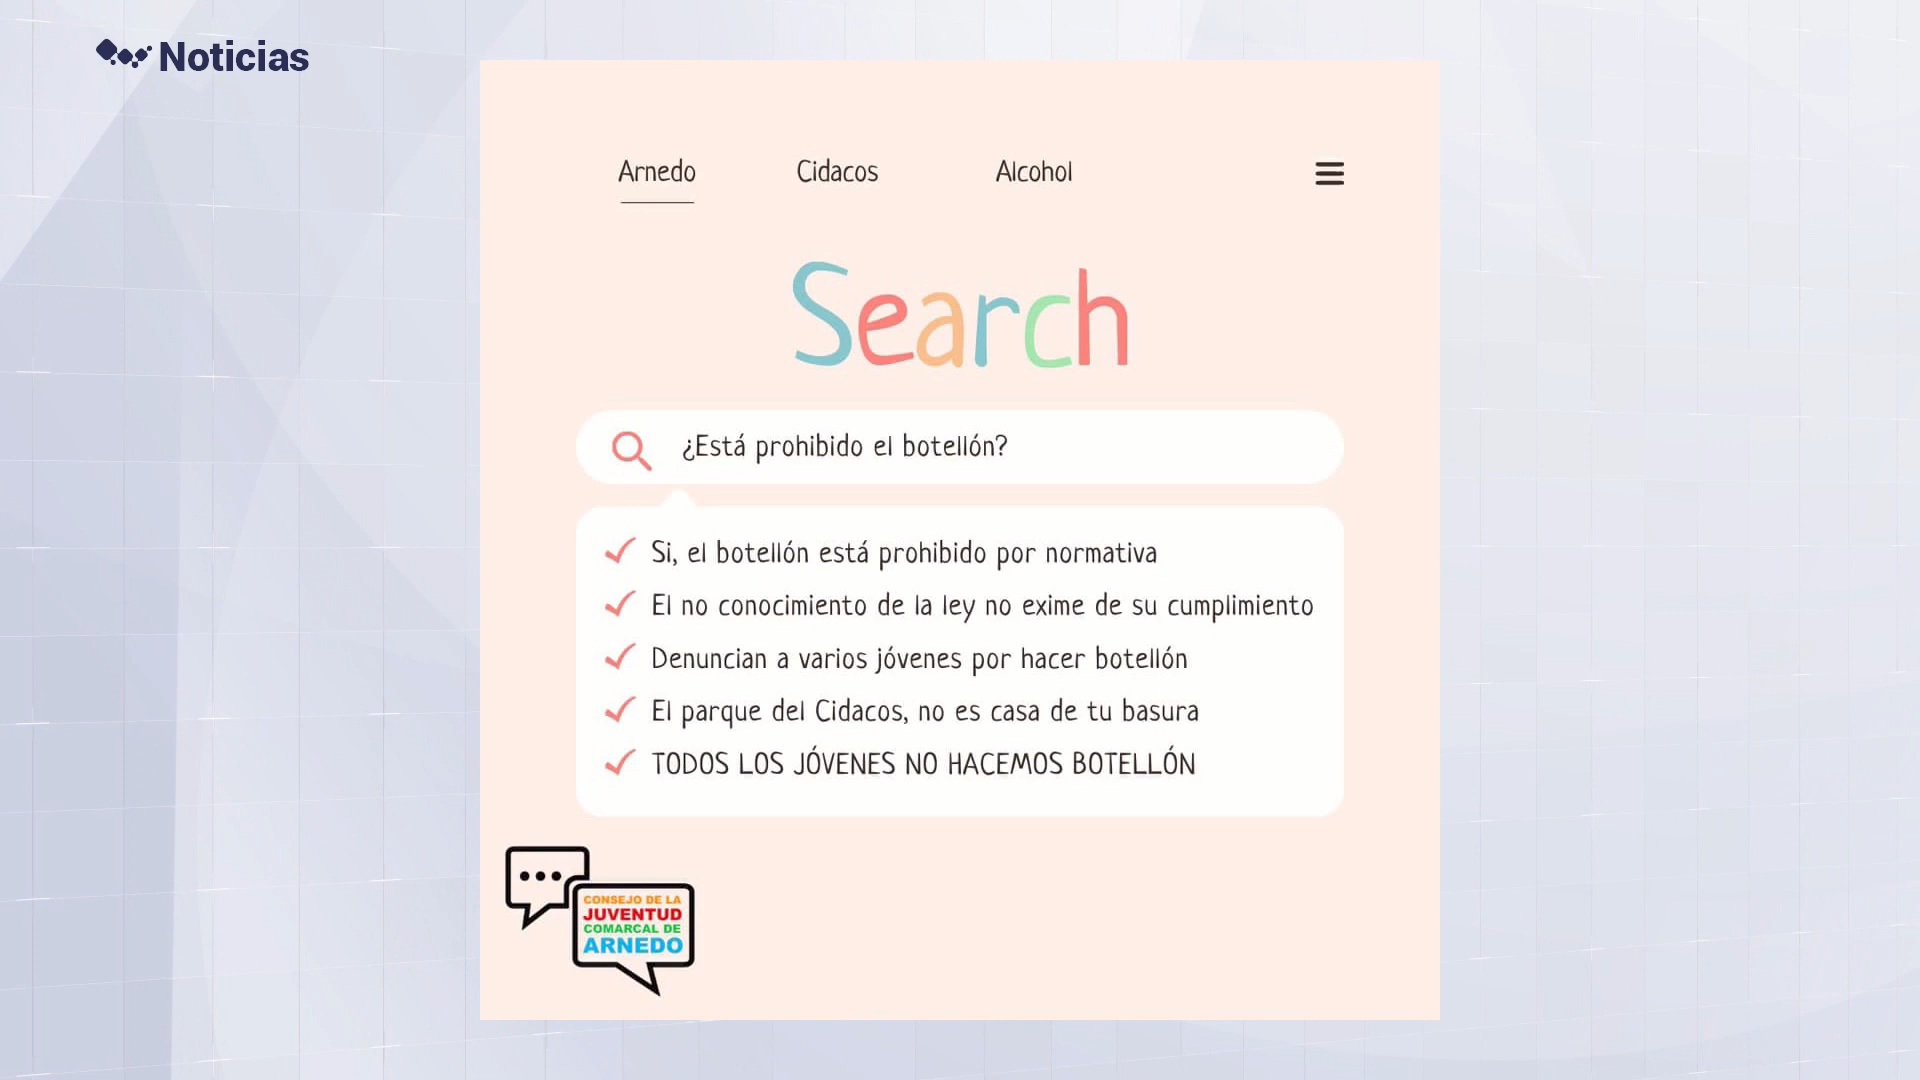 Noticias
Arnedo Cidacos Alcohol
Search
¿Está prohibido el botellón?
Si, el botellón está prohibido por normativa
El no conocimiento de la ley no exime de su cumplimiento
Denuncian a varios jóvenes por hacer botellón
El parque del Cidacos, no es casa de tu basura
TODOS LOS JÓVENES NO HACEMOS BOTELLÓN
CONSEJO DE LA
JUVENTUD
COMARCAL DE
ARNEDO